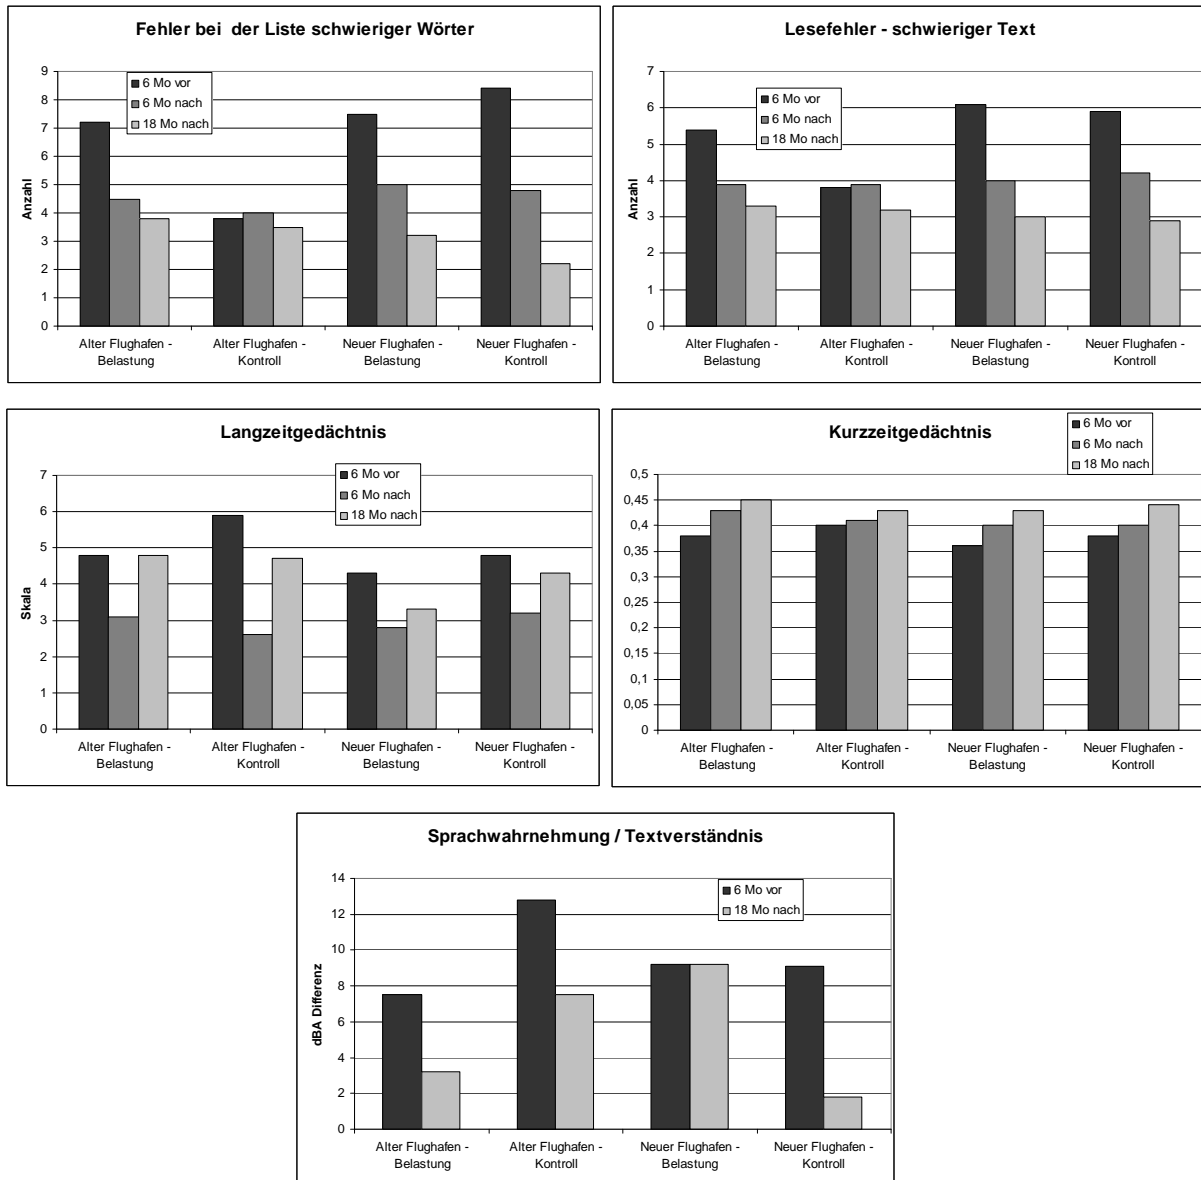 Fehler bei  der Liste schwieriger Wörter
6 Mo vor
6 Mo nach
18 Mo nach
Anzahl
9
8
7
6
5
4
3
2
1
0
Alter Flughafen -
Belastung
Alter Flughafen -
Kontroll
Neuer Flughafen -
Belastung
Neuer Flughafen -
Kontroll
Lesefehler - schwieriger Text
6 Mo vor
6 Mo nach
18 Mo nach
Anzahl
7
6
5
4
3
2
1
0
Alter Flughafen -
Belastung
Alter Flughafen -
Kontroll
Neuer Flughafen -
Belastung
Neuer Flughafen -
Kontroll
Langzeitgedächtnis
6 Mo vor
6 Mo nach
18 Mo nach
Skala
7
6
5
4
3
2
1
0
Alter Flughafen -
Belastung
Alter Flughafen -
Kontroll
Neuer Flughafen -
Belastung
Neuer Flughafen -
Kontroll
Kurzzeitgedächtnis
6 Mo vor
6 Mo nach
18 Mo nach
0,5
0,45
0,4
0,35
0,3
0,25
0,2
0,15
0,1
0,05
0
Alter Flughafen -
Belastung
Alter Flughafen -
Kontroll
Neuer Flughafen -
Belastung
Neuer Flughafen -
Kontroll
Sprachwahrnehmung / Textverständnis
6 Mo vor
18 Mo nach
dBA Differenz
14
12
10
8
6
4
2
0
Alter Flughafen -
Belastung
Alter Flughafen -
Kontroll
Neuer Flughafen -
Belastung
Neuer Flughafen -
Kontroll